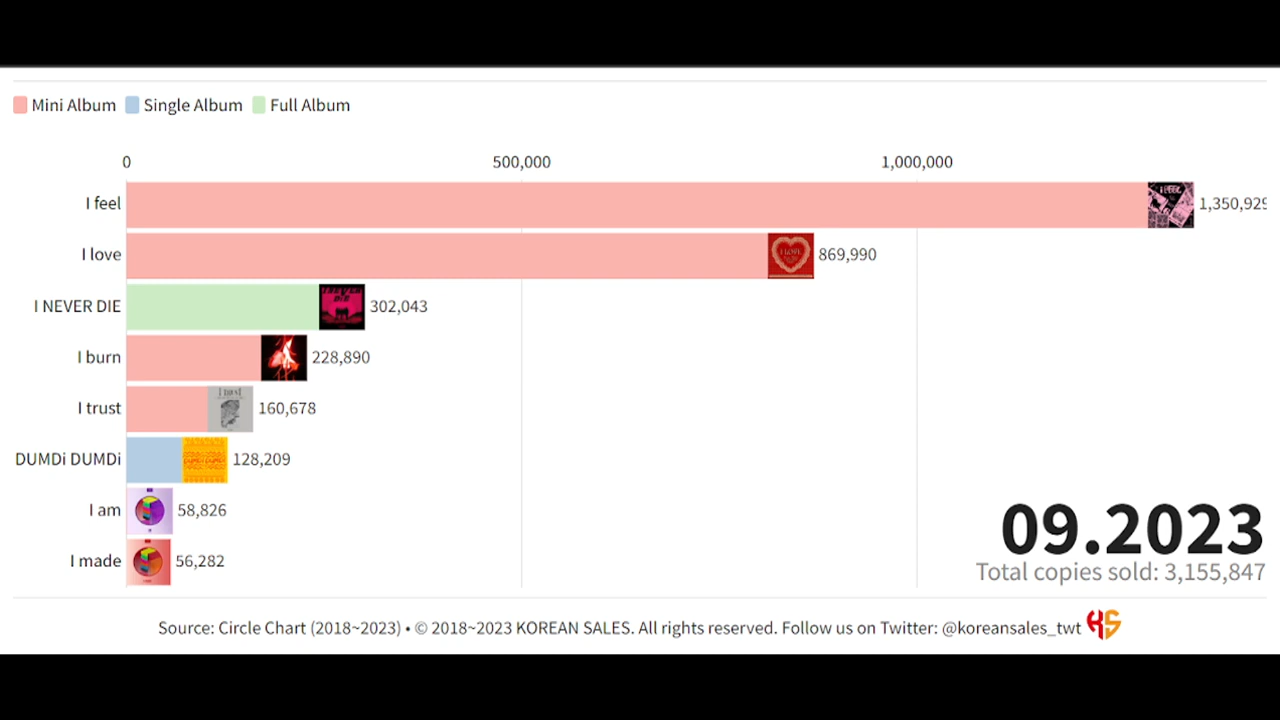 Mini Album Single Album Full Album
0 500,000 1,000,000
I feel 1,350,929
I love 869,990
I NEVER DIE 302,043
I burn 228,890
I trust 160,678
DUMDi DUMDi 128,209
I am 58,826
I made 56,282
09.2023
Total copies sold: 3,155,847
Source: Circle Chart (2018~2023) • © 2018~2023 KOREAN SALES. All rights reserved. Follow us on Twitter: @koreansales_twt KS